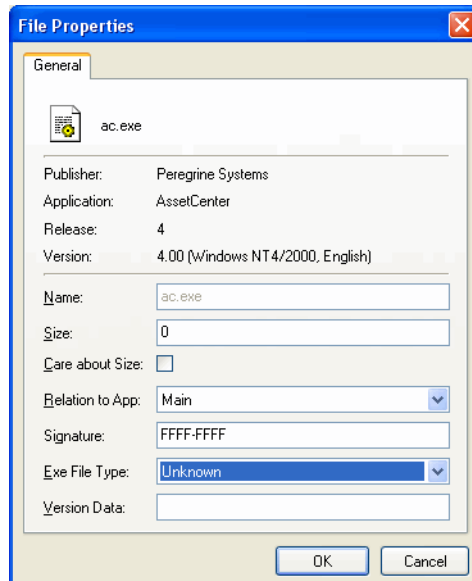 File Properties
General
ac.exe
Publisher: Peregrine Systems
Application: AssetCenter
Release: 4
Version: 4.00 (Windows NT4/2000, English)
Name: ac.exe
Size: 0
Care about Size:
Relation to App: Main
Signature: FFFF-FFFF
Exe File Type: Unknown
Version Data:
OK Cancel